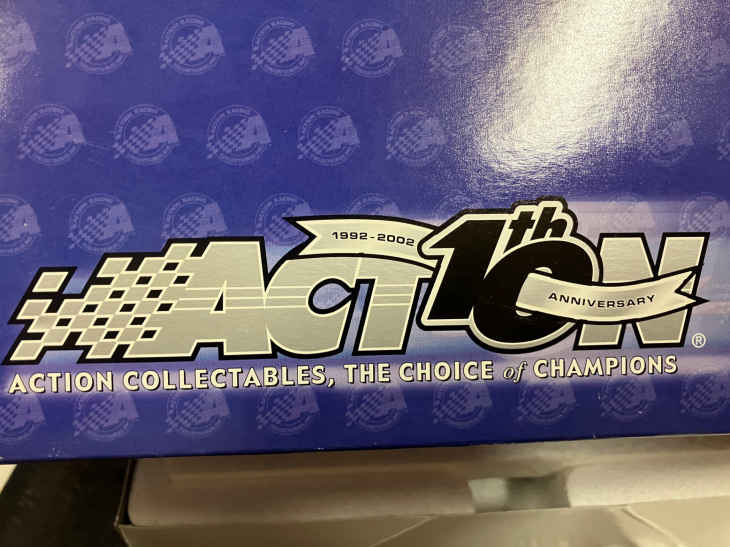 1992-2002
ACTION
10th
ANNIVERSARY
®
ACTION COLLECTABLES, THE CHOICE of CHAMPIONS